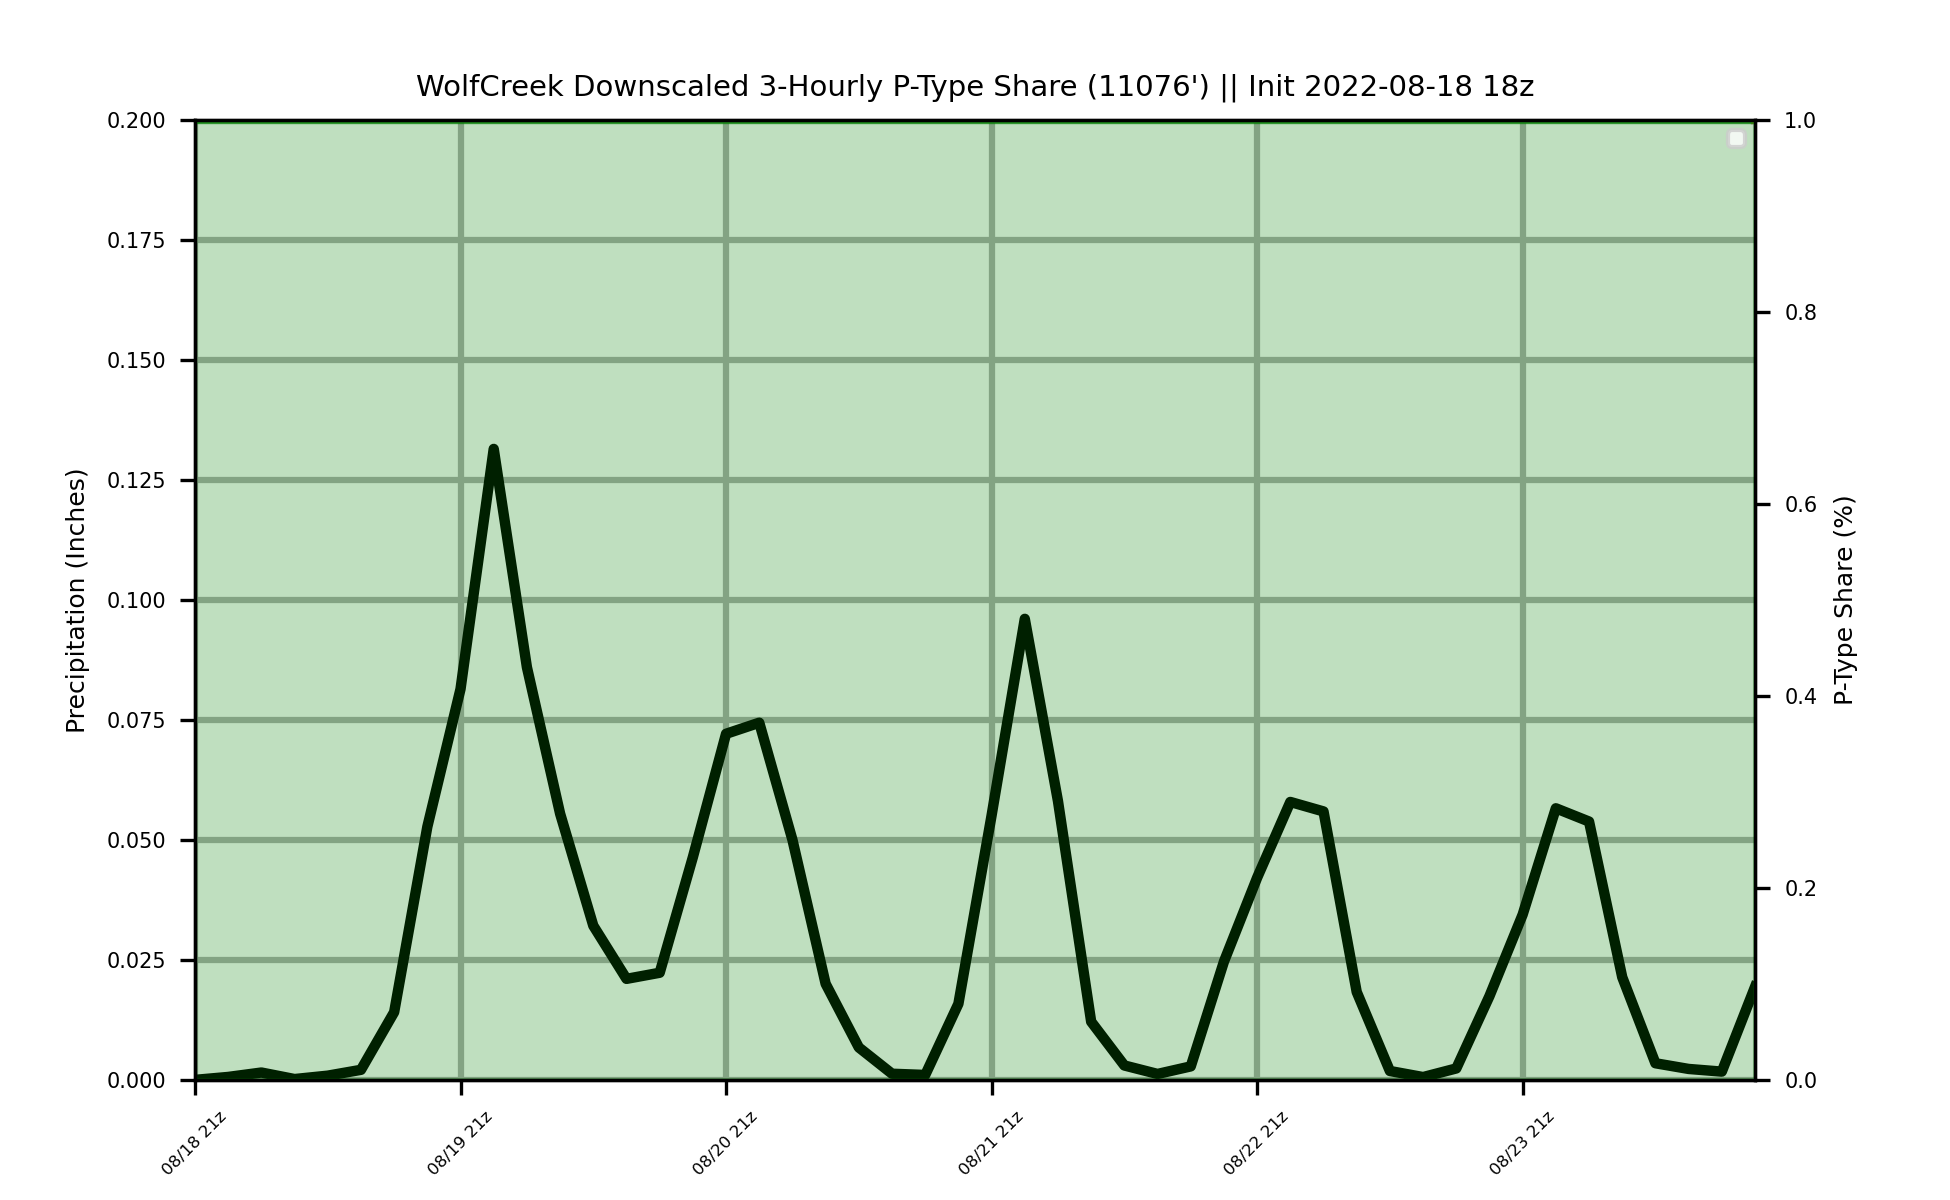 WolfCreek Downscaled 3-Hourly P-Type Share (11076') || Init 2022-08-18 18z
Precipitation (Inches)
0.200
0.175
0.150
0.125
0.100
0.075
0.050
0.025
0.000
1.0
0.8
0.6
0.4
0.2
0.0
P-Type Share (%)
08/18 21z
08/19 21z
08/20 21z
08/21 21z
08/22 21z
08/23 21z